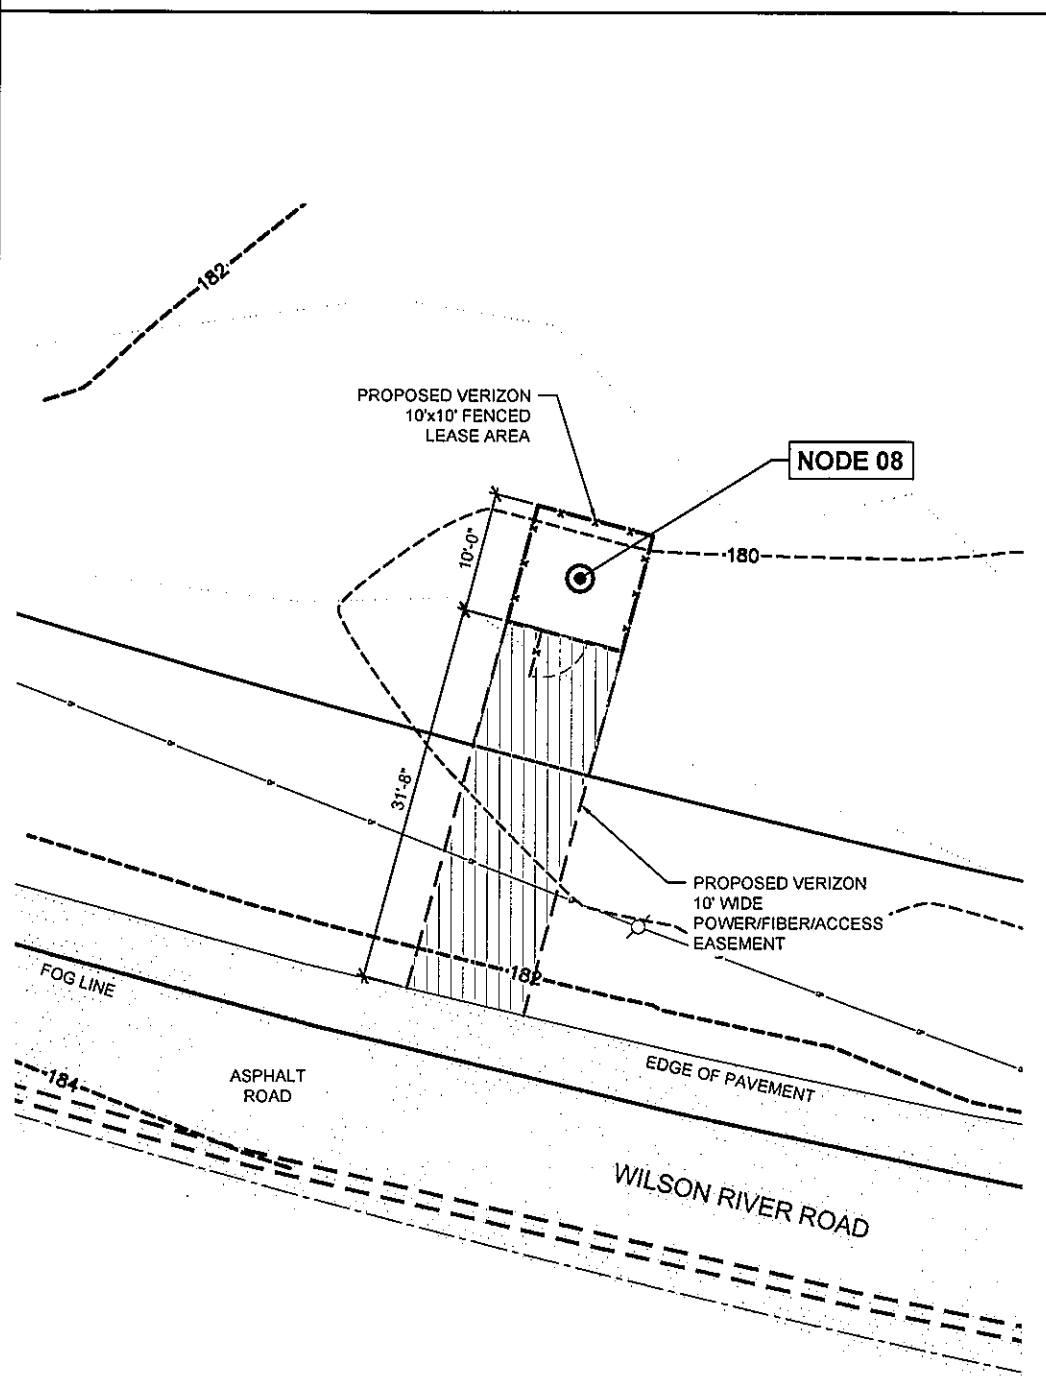 182
PROPOSED VERIZON
10'x10' FENCED
LEASE AREA
NODE 08
10'-0"
180
31'-8"
PROPOSED VERIZON
10' WIDE
POWER/FIBER/ACCESS
EASEMENT
182
FOG LINE
EDGE OF PAVEMENT
184
ASPHALT
ROAD
WILSON RIVER ROAD